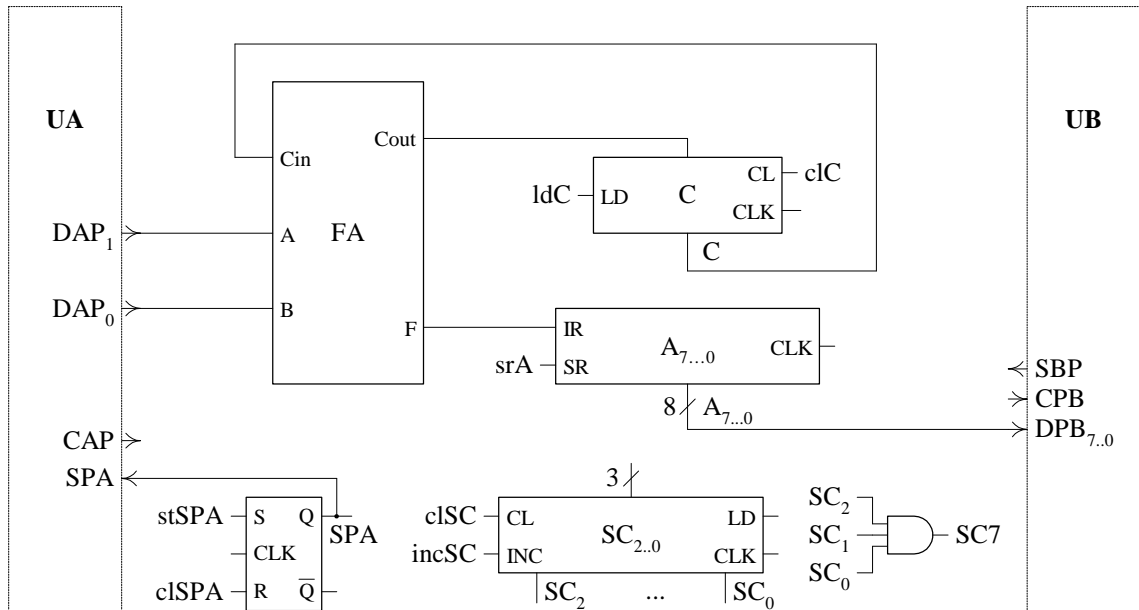 UA
UB
Cin
Cout
DAP₁
A
FA
DAP₀
B
F
CL
clC
ldC
LD
C
CLK
C
IR
A₇...₀
CLK
srA
SR
8
A₇...₀
SBP
CPB
DPB₇..₀
CAP
SPA
3
stSPA
S
Q
SPA
CLK
clSPA
R
Q̅
clSC
CL
SC₂..₀
LD
incSC
INC
CLK
SC₂
...
SC₀
SC₂
SC₁
SC₀
SC7